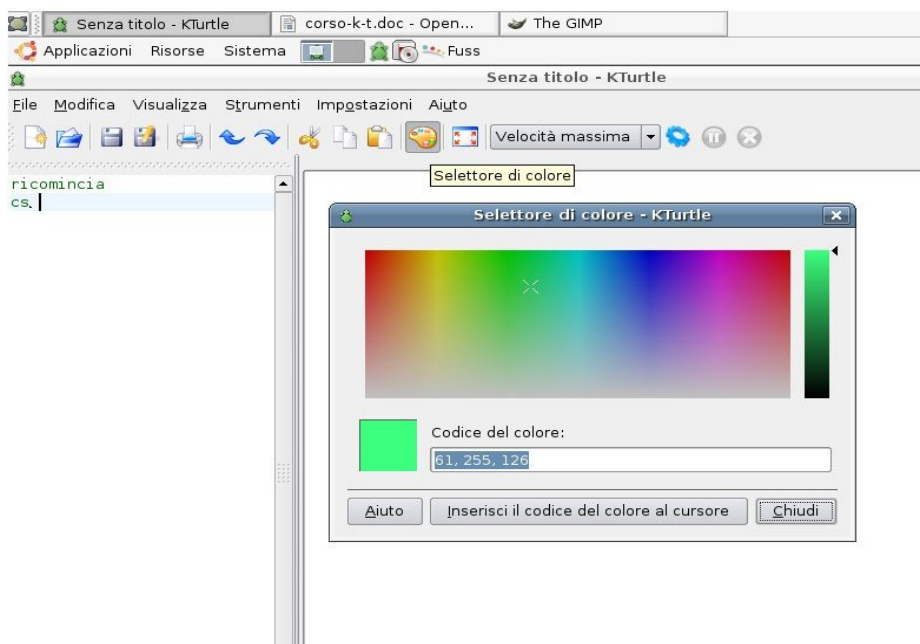 Senza titolo - KTurtle
corso-k-t.doc - Open...
The GIMP
Applicazioni Risorse Sistema Fuss
Senza titolo - KTurtle
File Modifica Visualizza Strumenti Impostazioni Aiuto
Velocità massima
Selettore di colore
ricomincia
cs.
Selettore di colore - KTurtle
Codice del colore:
61, 255, 126
Aiuto
Inserisci il codice del colore al cursore
Chiudi